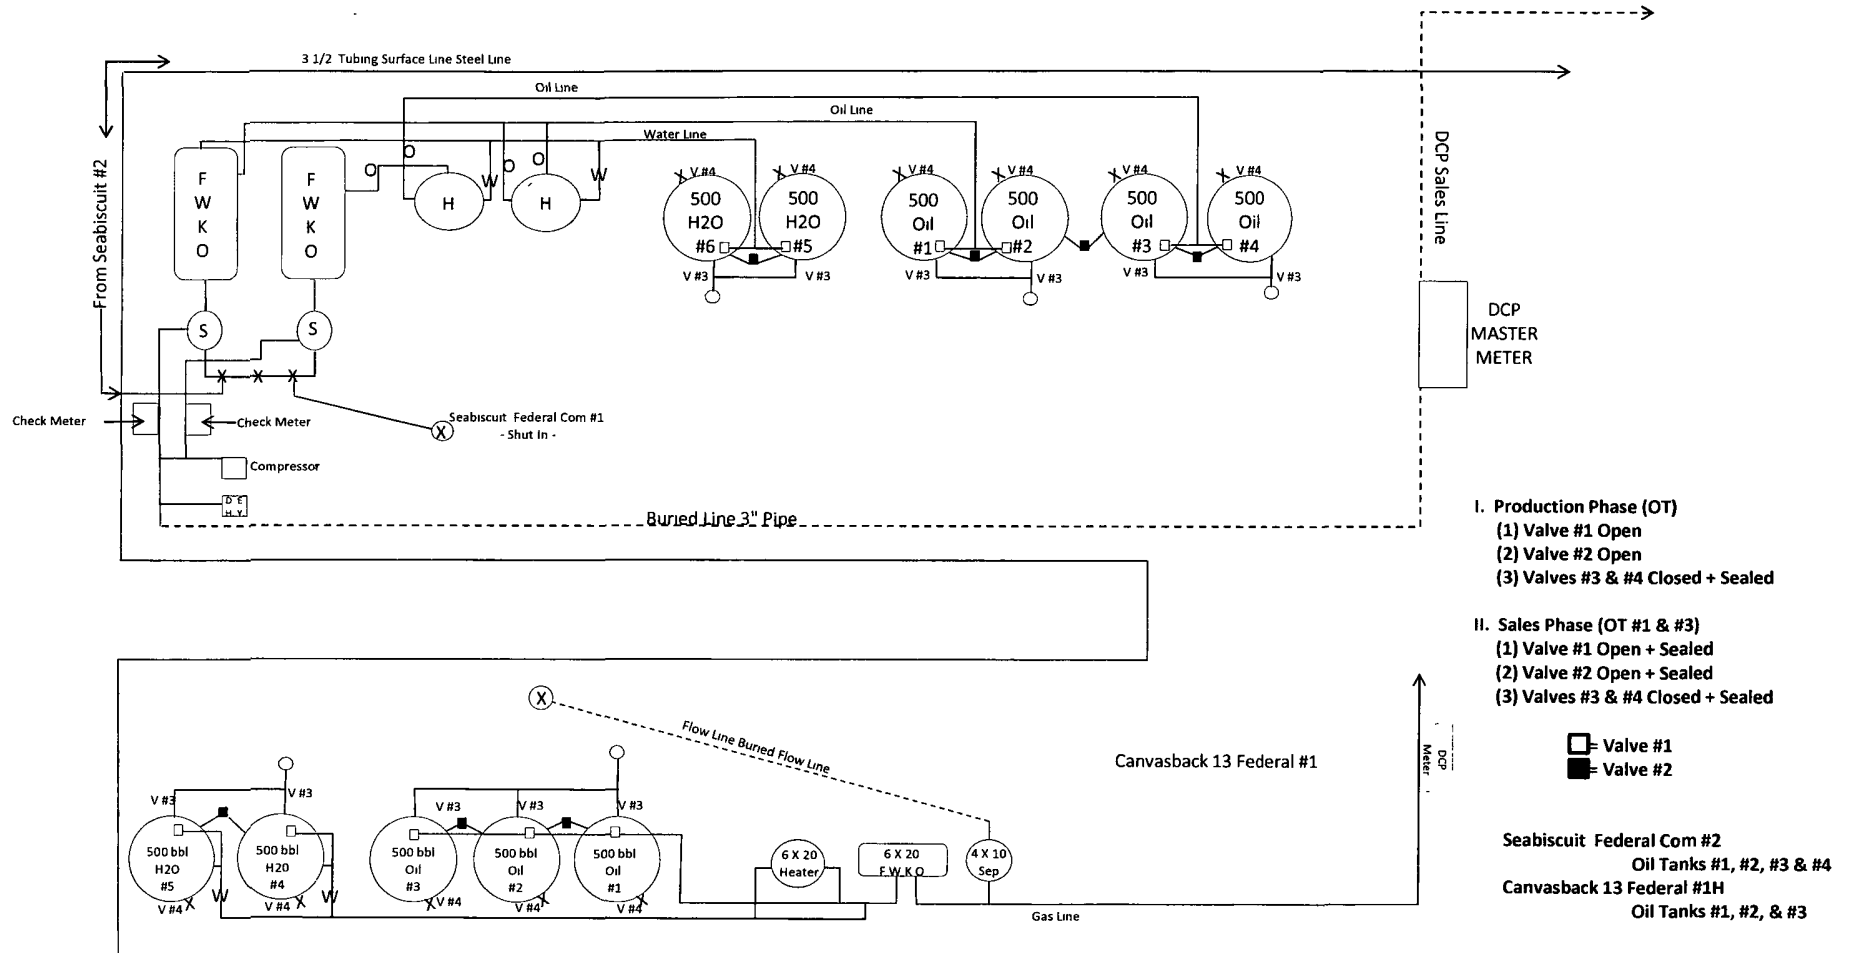 3 1/2 Tubing Surface Line Steel Line
Oil Line
Oil Line
Water Line
From Seabiscuit #2
F W K O
F W K O
O
O
O
O
W
W
H
H
S
S
V #4
V #4
V #4
V #4
V #4
V #4
500 H2O #6
500 H2O #5
500 Oil #1
500 Oil #2
500 Oil #3
500 Oil #4
V #3
V #3
V #3
V #3
V #3
V #3
DCP Sales Line
DCP
MASTER
METER
X
X
X
Check Meter
Check Meter
Seabiscuit Federal Com #1
- Shut In -
X
Compressor
D E
H Y
Buried Line 3" Pipe
I. Production Phase (OT)
(1) Valve #1 Open
(2) Valve #2 Open
(3) Valves #3 & #4 Closed + Sealed
II. Sales Phase (OT #1 & #3)
(1) Valve #1 Open + Sealed
(2) Valve #2 Open + Sealed
(3) Valves #3 & #4 Closed + Sealed
= Valve #1
= Valve #2
X
Flow Line Buried Flow Line
Canvasback 13 Federal #1
DCP
Meter
V #3
V #3
V #3
V #3
V #3
500 bbl H2O #5
500 bbl H2O #4
500 bbl Oil #3
500 bbl Oil #2
500 bbl Oil #1
6 X 20 Heater
6 X 20 F W K O
4 X 10 Sep
W
W
V #4
V #4
V #4
V #4
V #4
Gas Line
Seabiscuit Federal Com #2
Oil Tanks #1, #2, #3 & #4
Canvasback 13 Federal #1H
Oil Tanks #1, #2, & #3